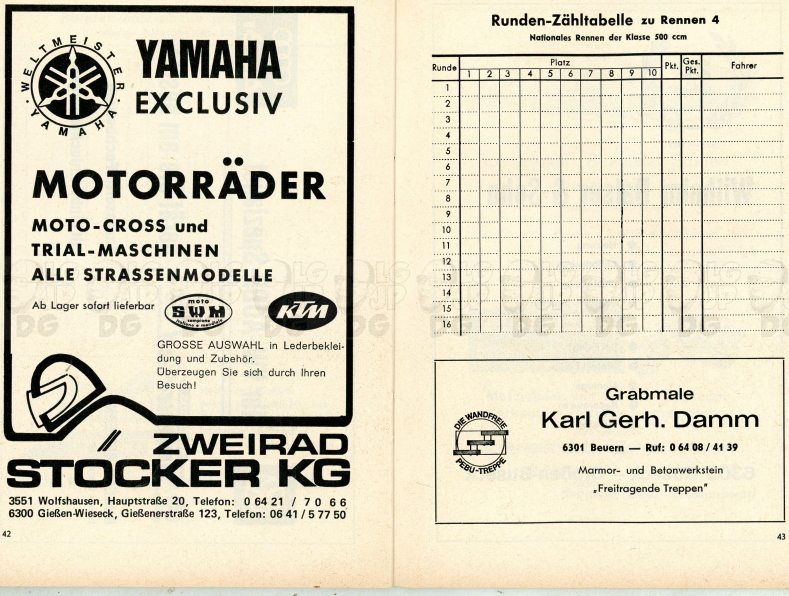 WELTMEISTER
YAMAHA
YAMAHA
EXCLUSIV
MOTORRÄDER
MOTO-CROSS und
TRIAL-MASCHINEN
ALLE STRASSENMODELLE
Ab Lager sofort lieferbar
moto
SWM
KTM
GROSSE AUSWAHL in Lederbeklei-
dung und Zubehör.
Überzeugen Sie sich durch Ihren
Besuch!
ZWEIRAD
STOCKER KG
3551 Wolfshausen, Hauptstraße 20, Telefon: 0 64 21 / 7 0 6 6
6300 Gießen-Wieseck, Gießenerstraße 123, Telefon: 06 41 / 5 77 50
42
Runden-Zähltabelle zu Rennen 4
Nationales Rennen der Klasse 500 ccm
Runde Platz Pkt. Ges. Pkt. Fahrer
1 2 3 4 5 6 7 8 9 10
1
2
3
4
5
6
7
8
9
10
11
12
13
14
15
16
DIE WANDFREIE
PEBU-TREPPE
Grabmale
Karl Gerh. Damm
6301 Beuern — Ruf: 0 64 08 / 41 39
Marmor- und Betonwerkstein
„Freitragende Treppen"
43